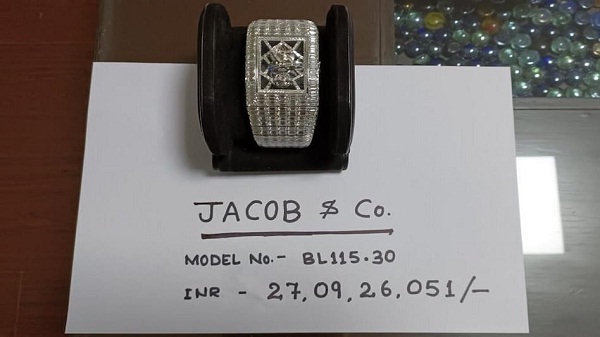 JACOB & Co.
MODEL No.- BL115.30
INR - 27,09,26,051/-